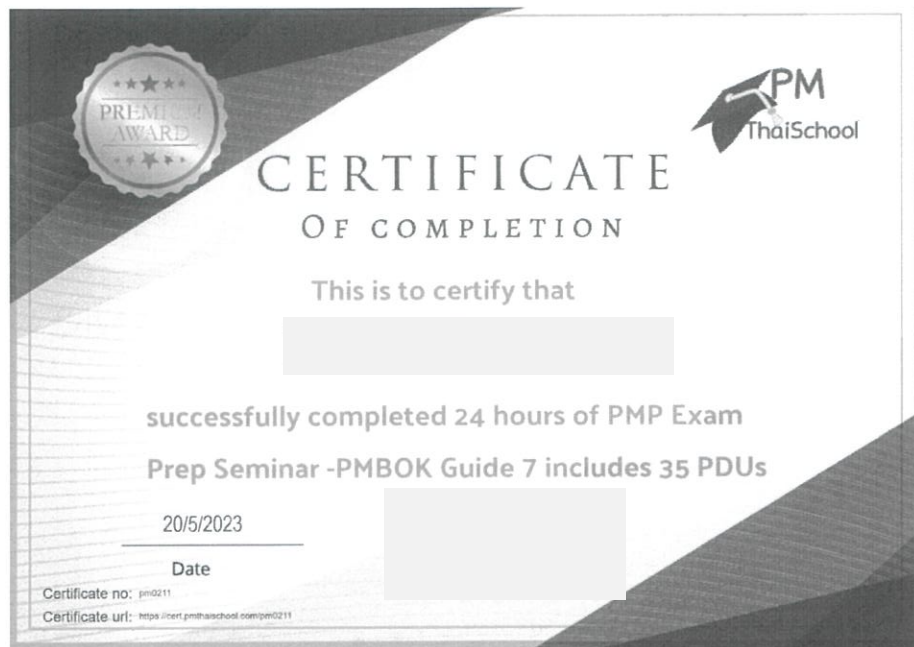 PREMIUM
AWARD
PM
ThaiSchool
CERTIFICATE
OF COMPLETION
This is to certify that
successfully completed 24 hours of PMP Exam
Prep Seminar -PMBOK Guide 7 includes 35 PDUs
20/5/2023
Date
Certificate no: pm0211
Certificate url: https://cert.pmthaischool.com/pm0211